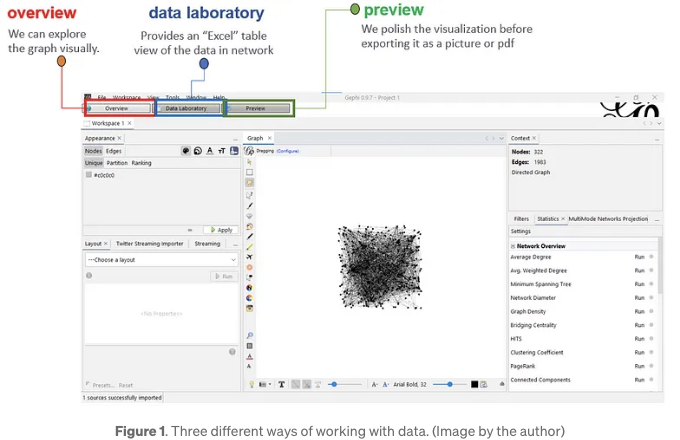 overview
We can explore
the graph visually.
data laboratory
Provides an “Excel” table
view of the data in network
preview
We polish the visualization before
exporting it as a picture or pdf
File Workspace View Tools Window Help
Gephi 0.9.7 - Project 1
Overview
Data Laboratory
Preview
Workspace 1 ×
Appearance ×
Nodes Edges
Unique Partition Ranking
#c0c0c0
Apply
Layout × Twitter Streaming Importer Streaming
---Choose a layout
Run
<No Properties>
Presets... Reset
1 sources successfully imported
Graph ×
Dragging (Configure)
T
A- A Arial Bold, 32
Context ×
Nodes: 322
Edges: 1983
Directed Graph
Filters Statistics × MultiMode Networks Projection
Settings
Network Overview
Average Degree Run
Avg. Weighted Degree Run
Minimum Spanning Tree Run
Network Diameter Run
Graph Density Run
Bridging Centrality Run
HITS Run
Clustering Coefficient Run
PageRank Run
Connected Components Run
Figure 1. Three different ways of working with data. (Image by the author)